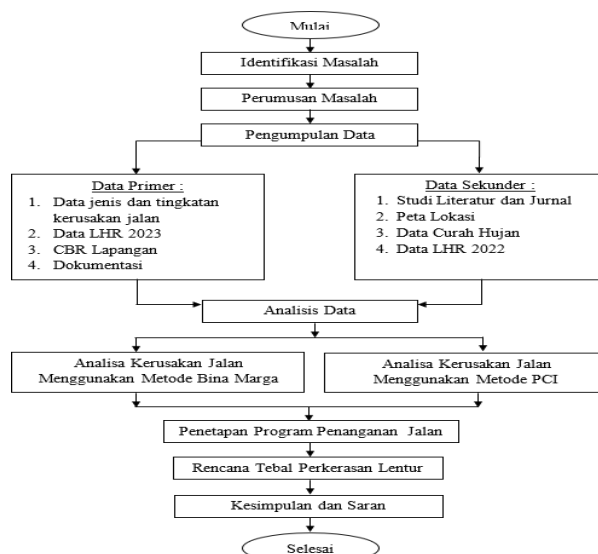 Mulai
Identifikasi Masalah
Perumusan Masalah
Pengumpulan Data
Data Primer :
1. Data jenis dan tingkatan
kerusakan jalan
2. Data LHR 2023
3. CBR Lapangan
4. Dokumentasi
Data Sekunder :
1. Studi Literatur dan Jurnal
2. Peta Lokasi
3. Data Curah Hujan
4. Data LHR 2022
Analisis Data
Analisa Kerusakan Jalan
Menggunakan Metode Bina Marga
Analisa Kerusakan Jalan
Menggunakan Metode PCI
Penetapan Program Penanganan Jalan
Rencana Tebal Perkerasan Lentur
Kesimpulan dan Saran
Selesai